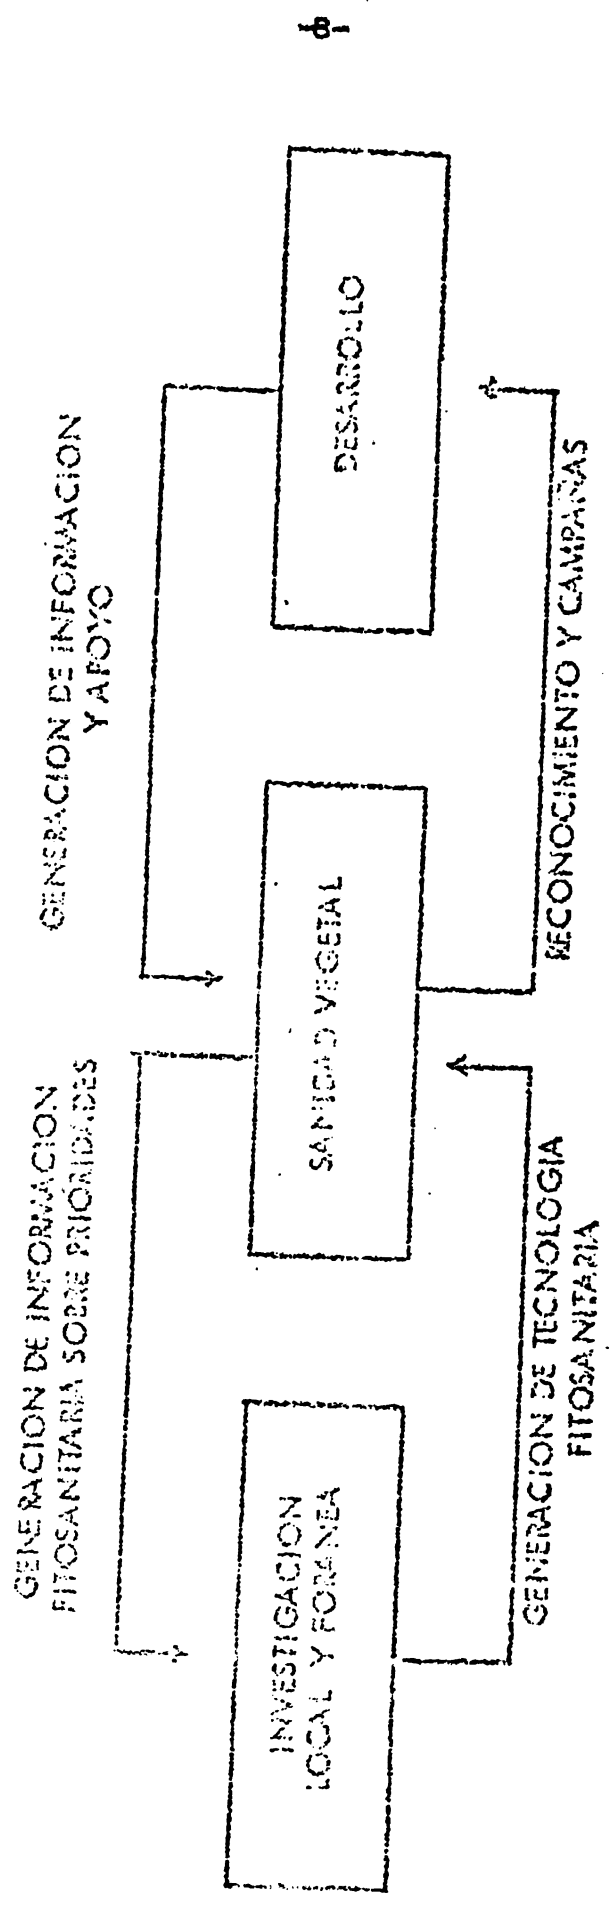 GENERACION DE INFORMACION
FITOSANITARIA SOBRE PRIORIDADES
GENERACION DE INFORMACION
Y APOYO
INVESTIGACION
LOCAL Y FORANEA
SANIDAD VEGETAL
DESARROLLO
GENERACION DE TECNOLOGIA
FITOSANITARIA
RECONOCIMIENTO Y CAMPAÑAS